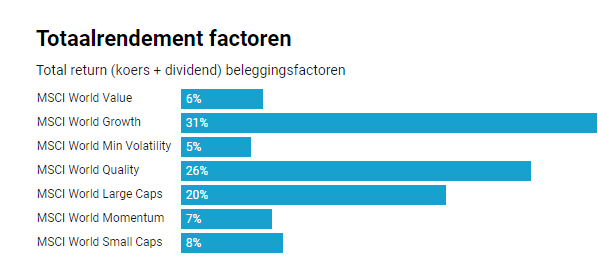 Totaalrendement factoren
Total return (koers + dividend) beleggingsfactoren
MSCI World Value 6%
MSCI World Growth 31%
MSCI World Min Volatility 5%
MSCI World Quality 26%
MSCI World Large Caps 20%
MSCI World Momentum 7%
MSCI World Small Caps 8%